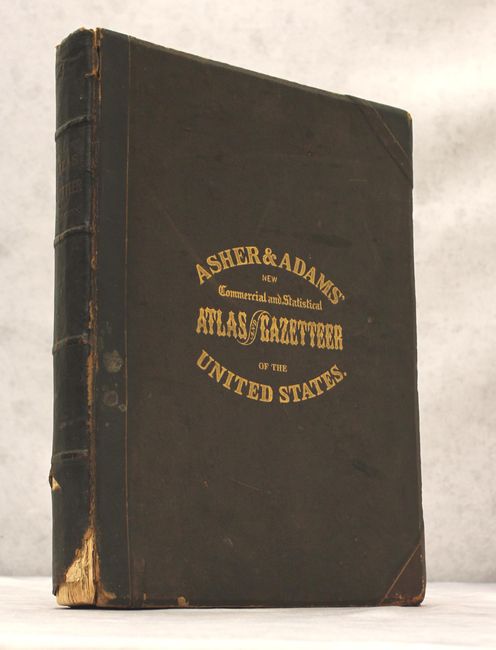 ASHER & ADAMS'
NEW
Commercial and Statistical
ATLAS AND GAZETTEER
OF THE
UNITED STATES.